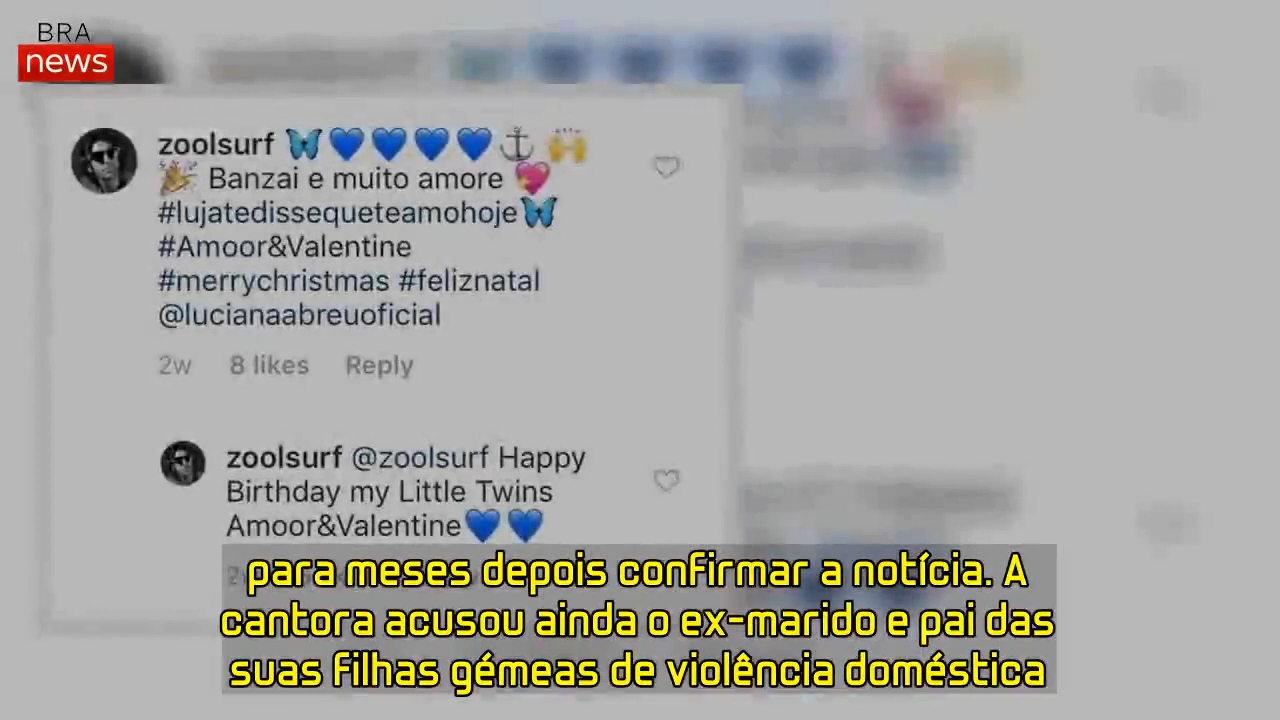 BRA
news
zoolsurf 🦋💙💙💙💙⚓🙌
🎉 Banzai e muito amore 💖
#lujatedissequeteamohoje🦋
#Amoor&Valentine
#merrychristmas #feliznatal
@lucianaabreuoficial
2w 8 likes Reply
zoolsurf @zoolsurf Happy
Birthday my Little Twins
Amoor&Valentine💙💙
para meses depois confirmar a notícia. A
cantora acusou ainda o ex-marido e pai das
suas filhas gémeas de violência doméstica